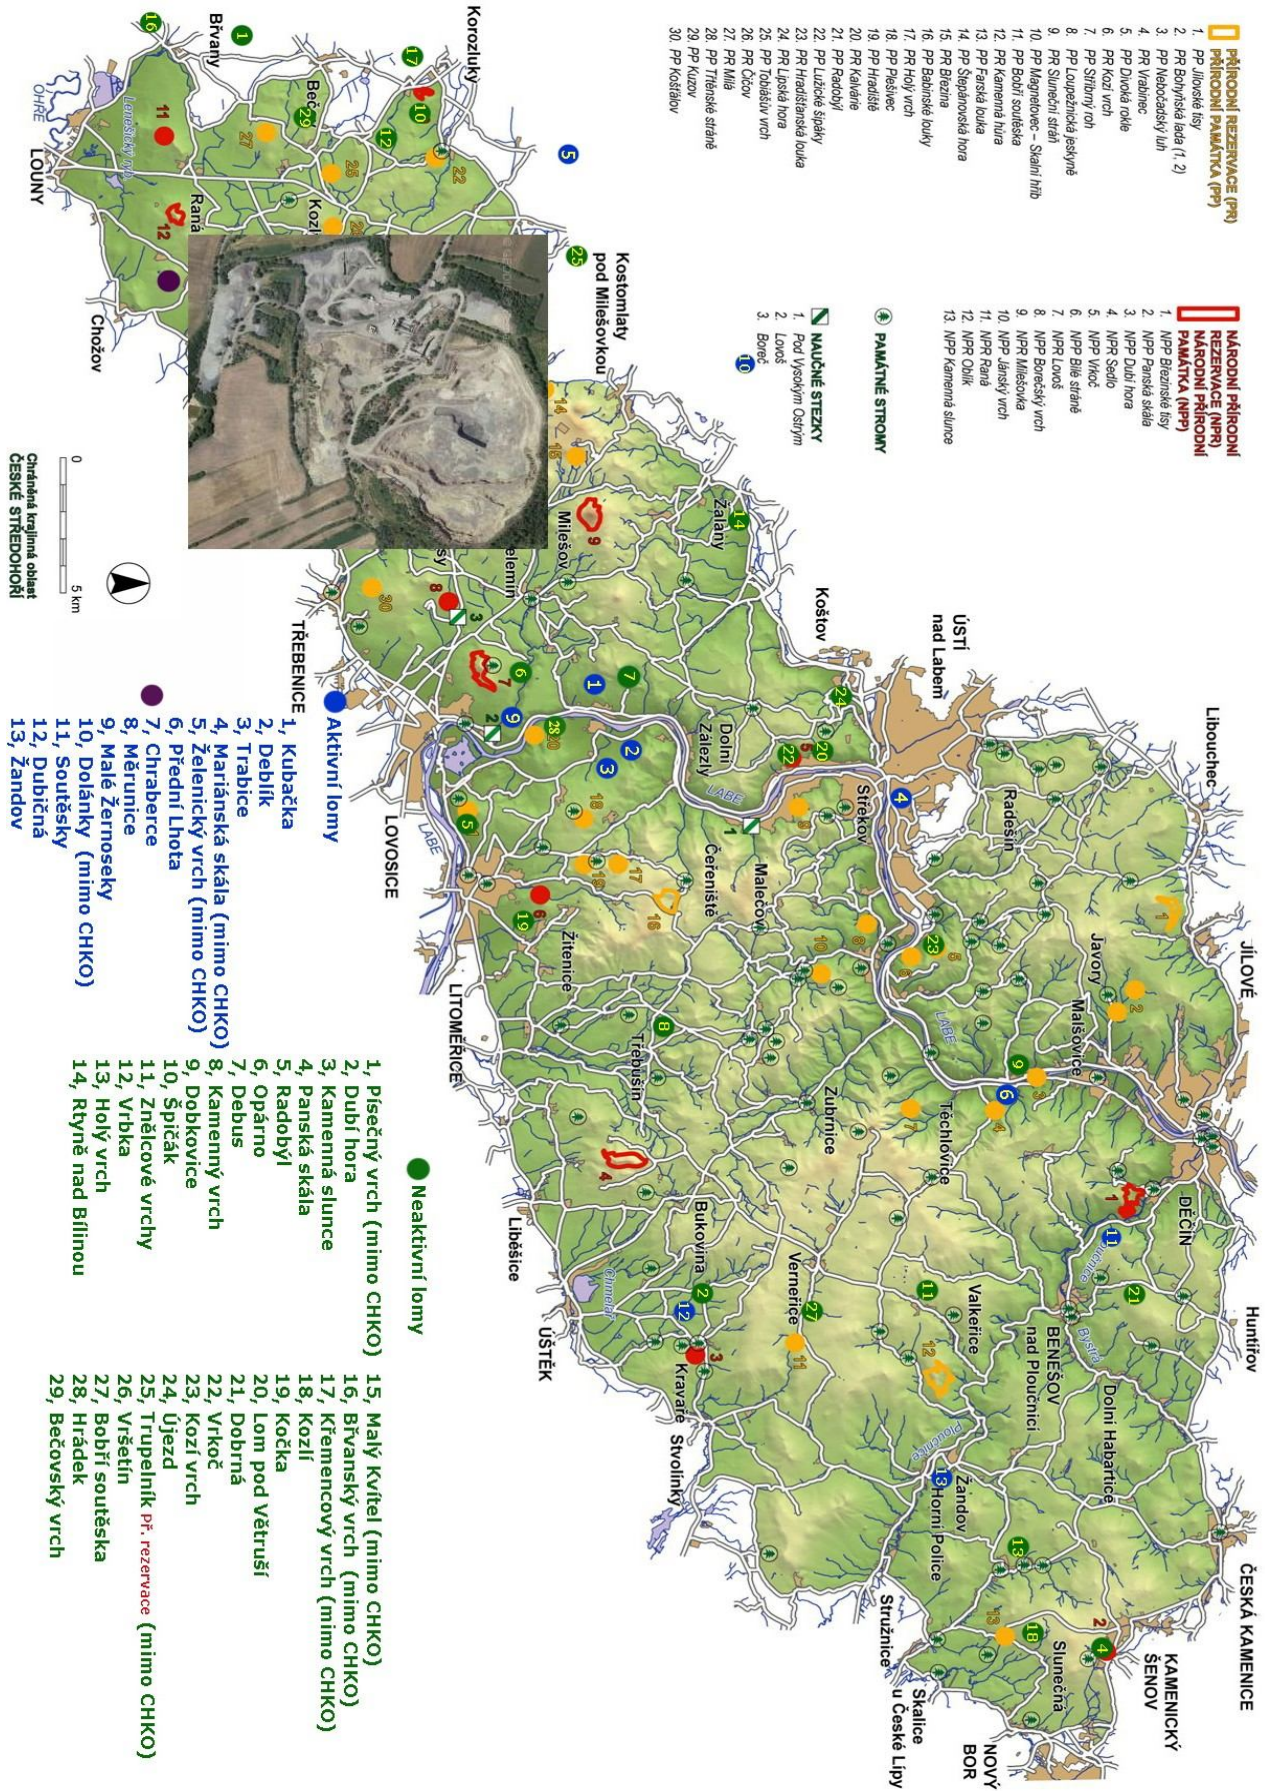 PŘÍRODNÍ REZERVACE (PR)
PŘÍRODNÍ PAMÁTKA (PP)
1. PP Jílovské tisy
2. PR Bohyňská lada (1, 2)
3. PP Nebočadský luh
4. PR Vrabinec
5. PP Divoká rokle
6. PR Kozí vrch
7. PP Stříbrný roh
8. PP Loupežnická jeskyně
9. PR Sluneční stráň
10. PP Magnetovec – Skalní hřib
11. PP Bobří soutěska
12. PR Kamenná hůra
13. PP Farská louka
14. PP Štěpánovská hora
15. PR Březina
16. PP Babinské louky
17. PR Holý vrch
18. PP Plešivec
19. PP Hradiště
20. PR Kalvárie
21. PP Radobýl
22. PP Lužické šipáky
23. PR Hradišťanská louka
24. PR Lipská hora
25. PP Tobiášův vrch
26. PR Číčov
27. PR Milá
28. PP Třtěnské stráně
29. PP Kuzov
30. PP Košťálov
NÁRODNÍ PŘÍRODNÍ
REZERVACE (NPR)
NÁRODNÍ PŘÍRODNÍ
PAMÁTKA (NPP)
1. NPP Březinské tisy
2. NPP Panská skála
3. NPP Dubí hora
4. NPR Sedlo
5. NPP Vrkoč
6. NPP Bílé stráně
7. NPR Lovoš
8. NPP Borečský vrch
9. NPR Milešovka
10. NPP Jánský vrch
11. NPR Raná
12. NPR Oblík
13. NPP Kamenná slunce
PAMÁTNÉ STROMY
NAUČNÉ STEZKY
1. Pod Vysokým Ostrým
2. Lovoš
3. Boreč
JÍLOVÉ
Huntířov
ČESKÁ KAMENICE
Libouchec
KAMENICKÝ
ŠENOV
DĚČÍN
Javory
Malšovice
Radešín
ÚSTÍ
nad Labem
BENEŠOV
nad Ploučnicí
Dolní Habartice
Bystrá
Slunečná
NOVÝ
BOR
Skalice
u České Lípy
Stružnice
Horní Police
Žandov
Ploučnice
Valkeřice
Těchlovice
LABE
Střekov
Koštov
Zubrnice
Verneřice
Malečov
Čeřeniště
Dolní
Zálezly
LABE
Žalany
Kostomlaty
pod Milešovkou
Milešov
Třebušín
Bukovina
Kravaře
Stvolínky
Žitenice
ÚŠTĚK
Liběšice
LITOMĚŘICE
LOVOSICE
LABE
TŘEBENICE
Korozluky
Břvany
Raná
LOUNY
OHŘE
Chožov
0
5 km
Chráněná krajinná oblast
ČESKÉ STŘEDOHOŘÍ
Aktivní lomy
1, Kubačka
2, Deblík
3, Trabice
4, Mariánská skála (mimo CHKO)
5, Želenický vrch (mimo CHKO)
6, Přední Lhota
7, Chraberce
8, Měrunice
9, Malé Žernoseky
10, Dolánky (mimo CHKO)
11, Soutěsky
12, Dubičná
13, Žandov
Neaktivní lomy
1, Písečný vrch (mimo CHKO)
2, Dubí hora
3, Kamenná slunce
4, Panská skála
5, Radobýl
6, Opárno
7, Debus
8, Kamenný vrch
9, Dobkovice
10, Špičák
11, Znělcové vrchy
12, Vrbka
13, Holý vrch
14, Rtyně nad Bílinou
15, Malý Kvítel (mimo CHKO)
16, Břvanský vrch (mimo CHKO)
17, Křemencový vrch (mimo CHKO)
18, Kozlí
19, Kočka
20, Lom pod Větruší
21, Dobrná
22, Vrkoč
23, Kozí vrch
24, Újezd
25, Trupelník př. rezervace (mimo CHKO)
26, Vršetín
27, Bobří soutěska
28, Hrádek
29, Bečovský vrch